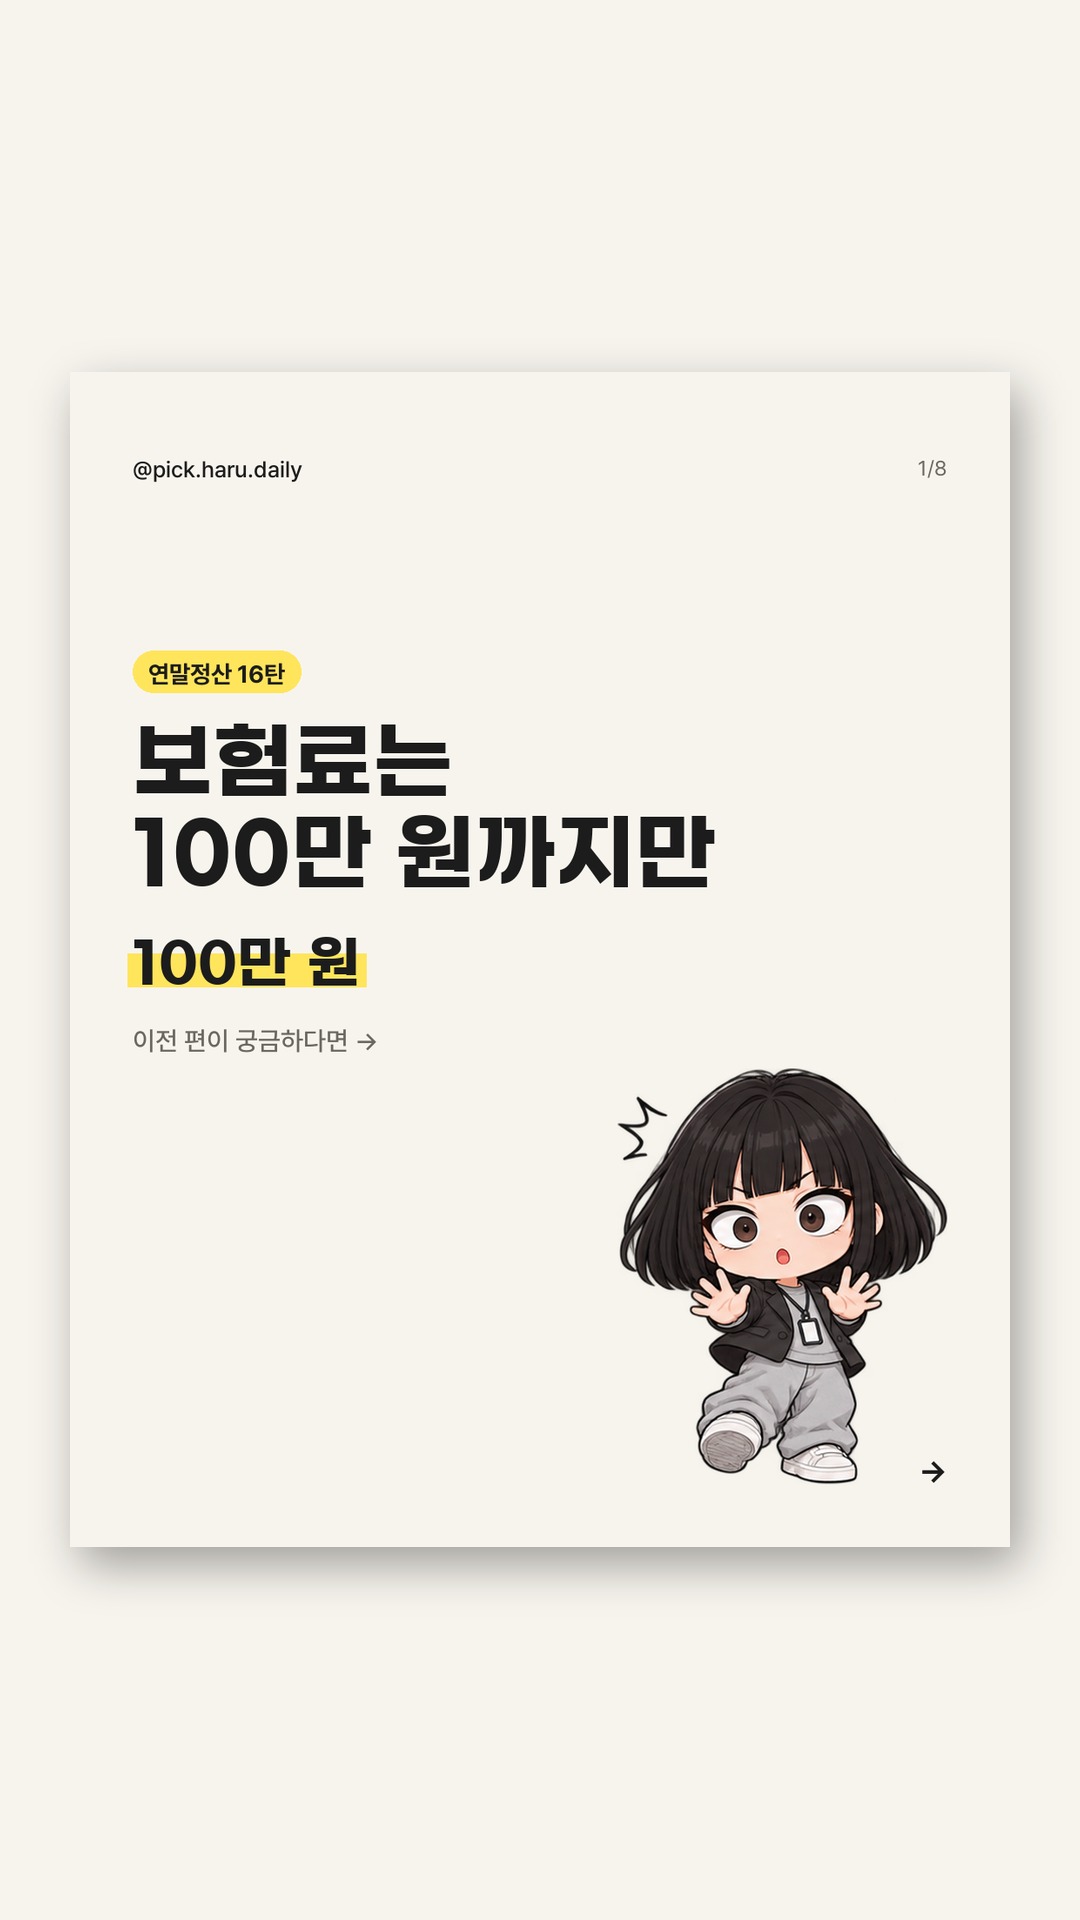 @pick.haru.daily
1/8
연말정산 16탄
보험료는
100만 원까지만
100만 원
이전 편이 궁금하다면 →
→